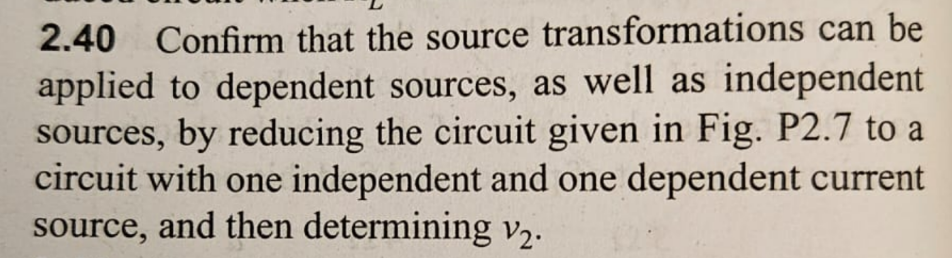 2.40 Confirm that the source transformations can be
applied to dependent sources, as well as independent
sources, by reducing the circuit given in Fig. P2.7 to a
circuit with one independent and one dependent current
source, and then determining v₂.